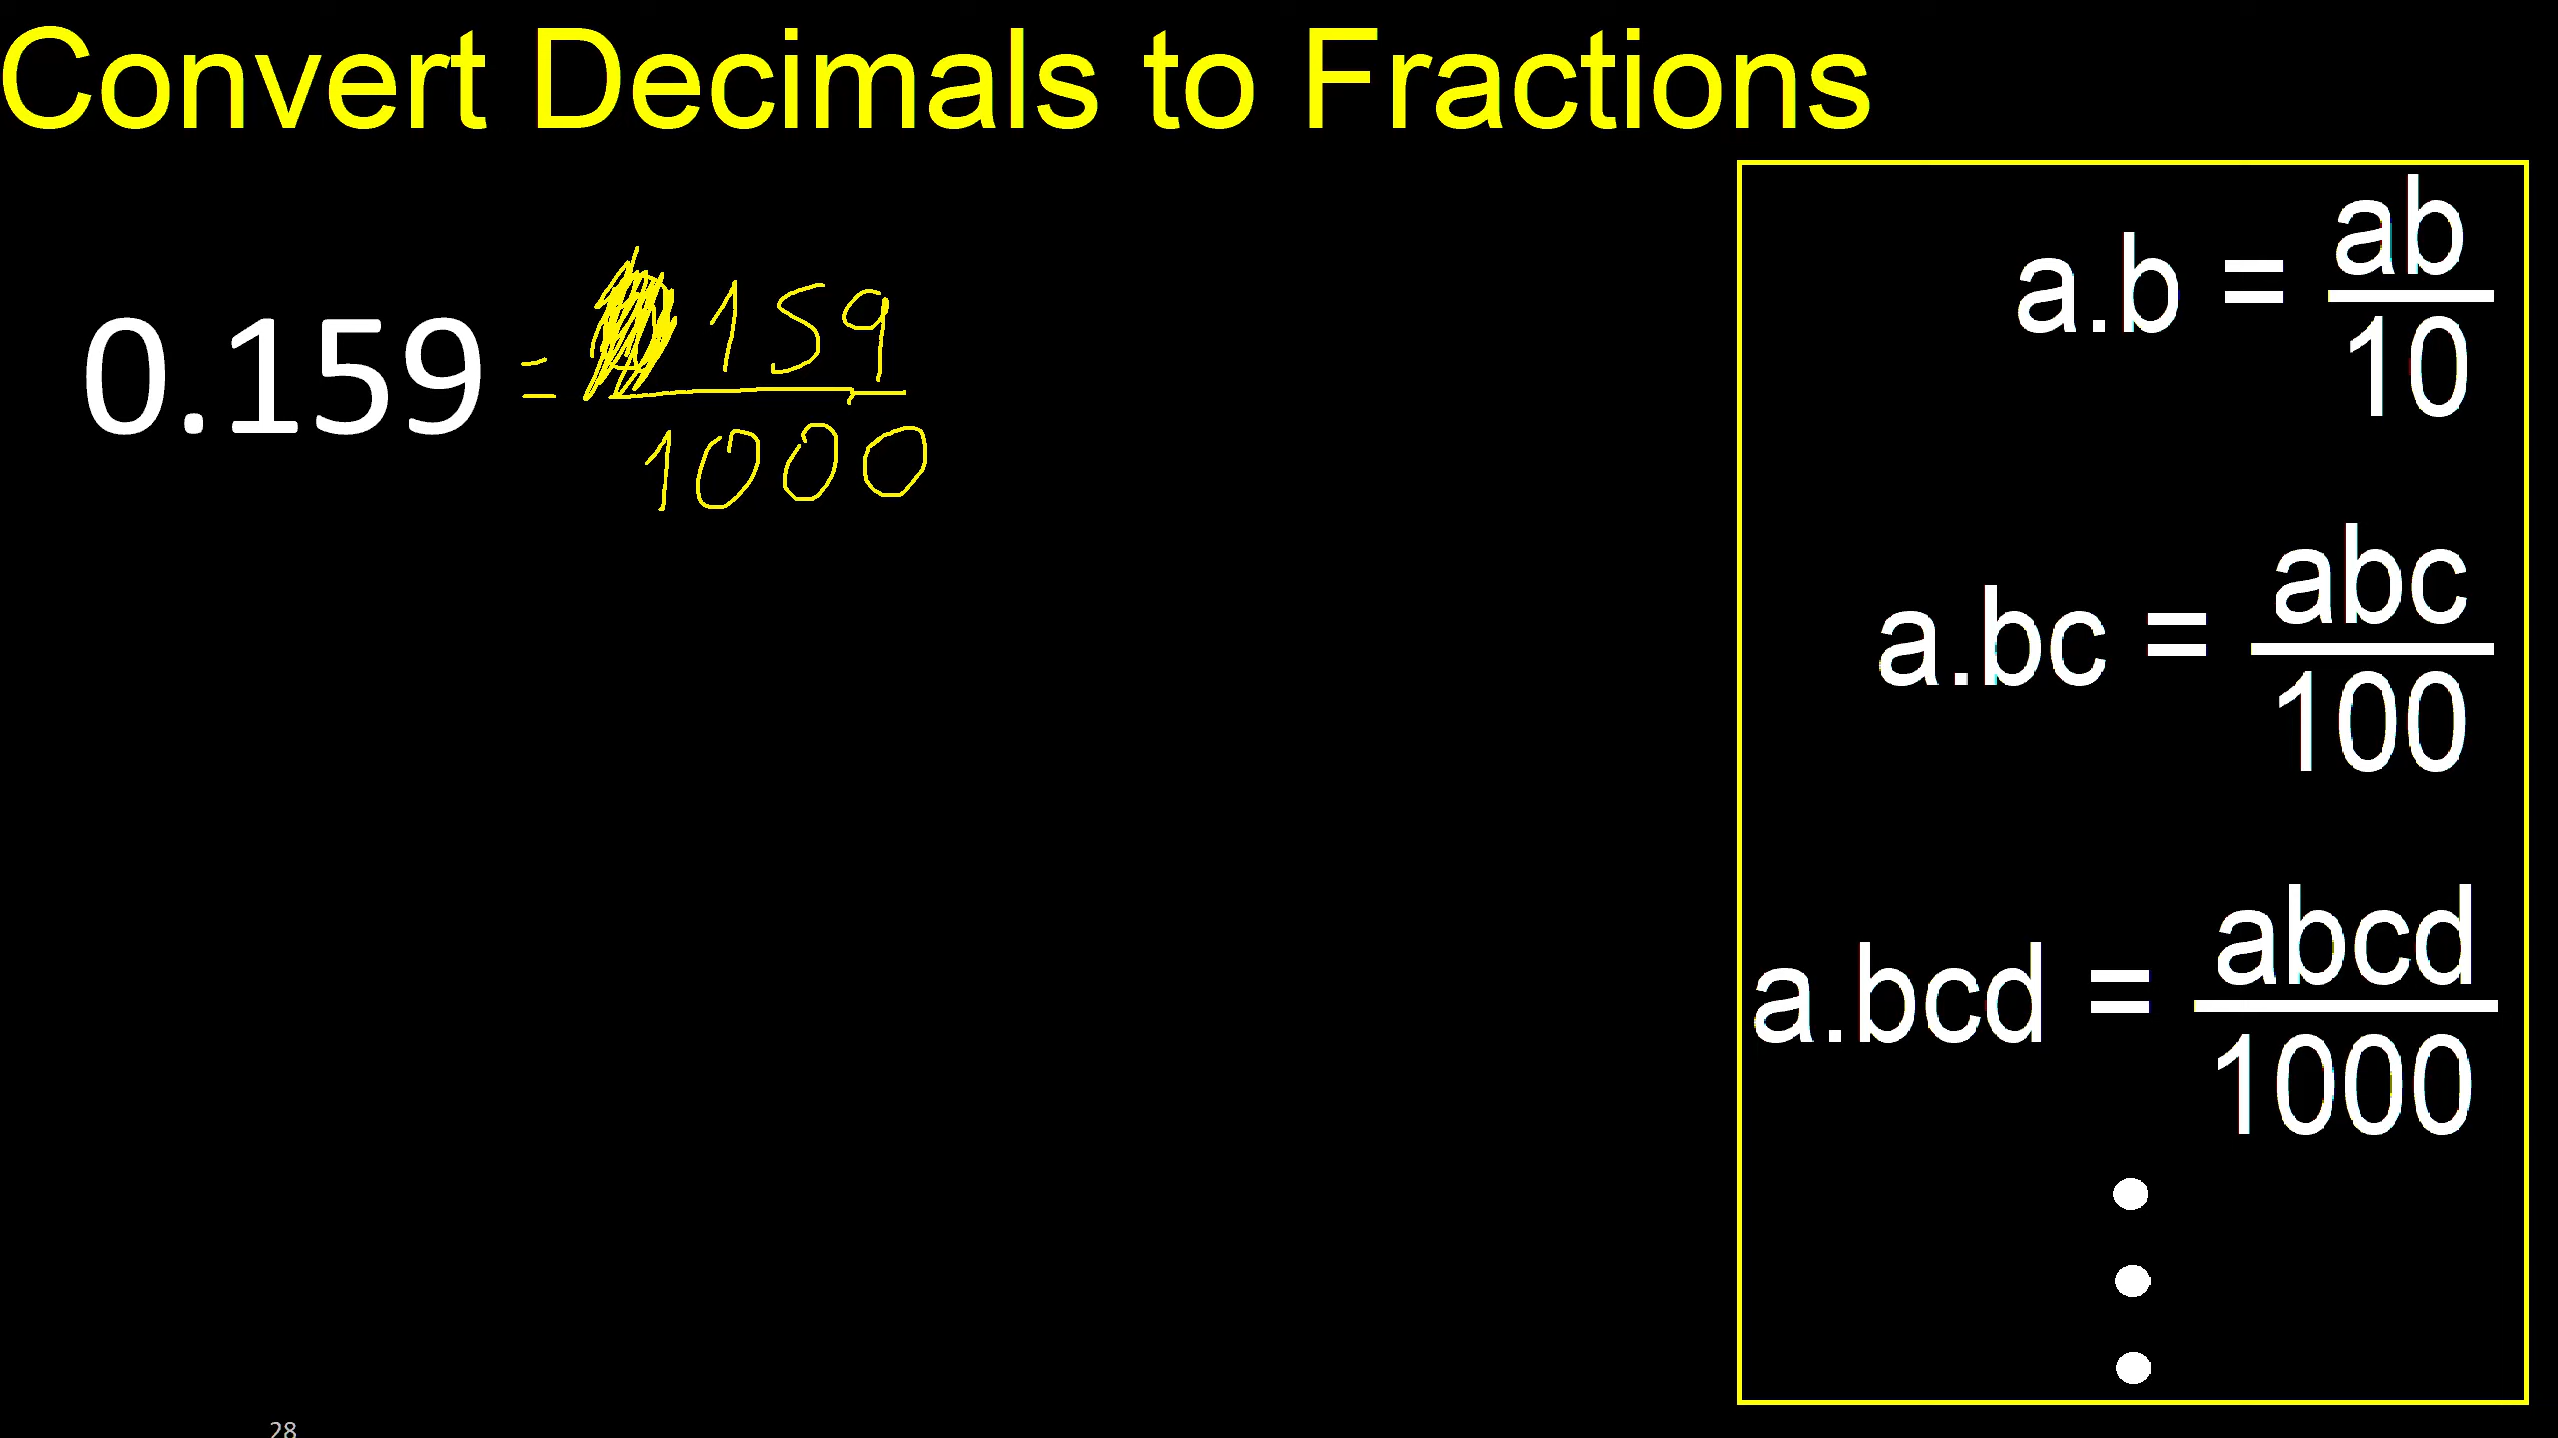 Convert Decimals to Fractions
0.159 = 159/1000
a.b = ab/10
a.bc = abc/100
a.bcd = abcd/1000
28